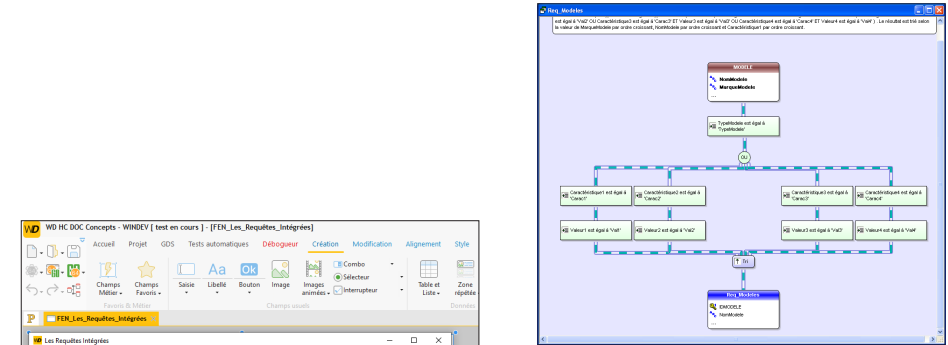 WD HC DOC Concepts - WINDEV [ test en cours ] - [FEN_Les_Requêtes_Intégrées]
Accueil Projet GDS Tests automatiques Débogueur Création Modification Alignement Style
Champs Métier Champs Favoris Saisie Libellé Bouton Image Images animées Combo Sélecteur Interrupteur Table et Liste Zone répétée
Aa Ok
Favoris & Métier Champs usuels Données
FEN_Les_Requêtes_Intégrées
Les Requêtes Intégrées
Req_Modeles
est égal à 'Val2' OU Caractéristique3 est égal à 'Carac3' ET Valeur3 est égal à 'Val3' OU Caractéristique4 est égal à 'Carac4' ET Valeur4 est égal à 'Val4' ) . Le résultat est trié selon
la valeur de MarqueModele par ordre croissant, NomModele par ordre croissant et Caractéristique1 par ordre croissant.
MODELE
NomModele
MarqueModele
...
TypeModele est égal à
'TypeModele'
OU
Caractéristique1 est égal à
'Carac1'
Caractéristique2 est égal à
'Carac2'
Caractéristique3 est égal à
'Carac3'
Caractéristique4 est égal à
'Carac4'
Valeur1 est égal à 'Val1'
Valeur2 est égal à 'Val2'
Valeur3 est égal à 'Val3'
Valeur4 est égal à 'Val4'
Tri
Req_Modeles
IDMODELE
NomModele
...